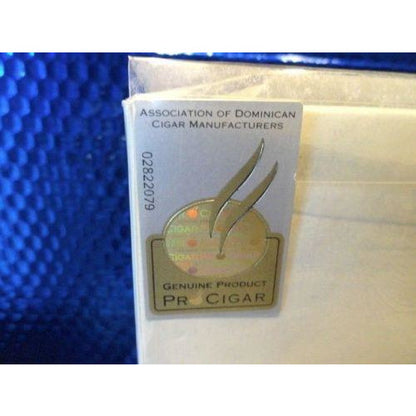 ASSOCIATION OF DOMINICAN
CIGAR MANUFACTURERS
02822079
GENUINE PRODUCT
PROCIGAR